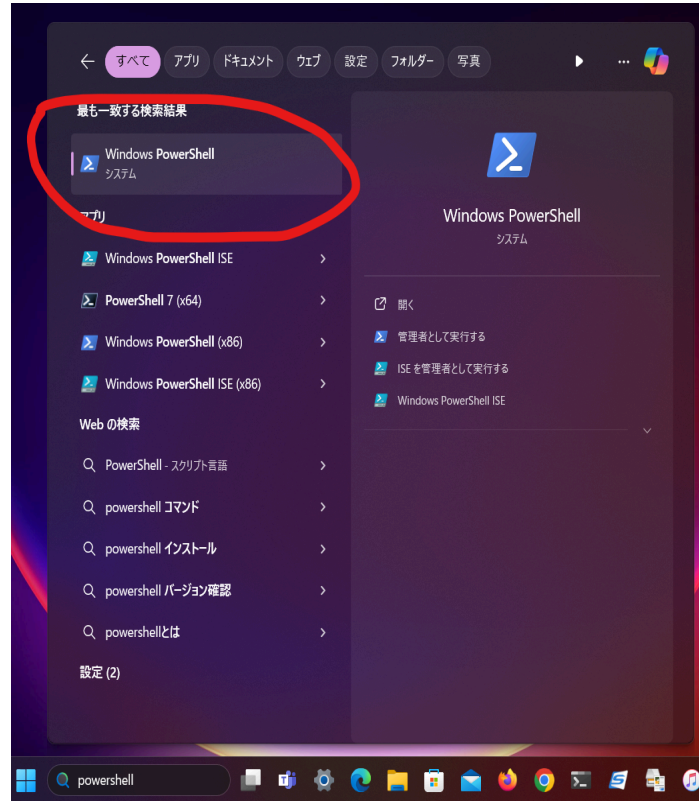 すべて アプリ ドキュメント ウェブ 設定 フォルダー 写真
最も一致する検索結果
Windows PowerShell
システム
アプリ
Windows PowerShell ISE
PowerShell 7 (x64)
Windows PowerShell (x86)
Windows PowerShell ISE (x86)
Web の検索
PowerShell - スクリプト言語
powershell コマンド
powershell インストール
powershell バージョン確認
powershellとは
設定 (2)
Windows PowerShell
システム
開く
管理者として実行する
ISE を管理者として実行する
Windows PowerShell ISE
powershell